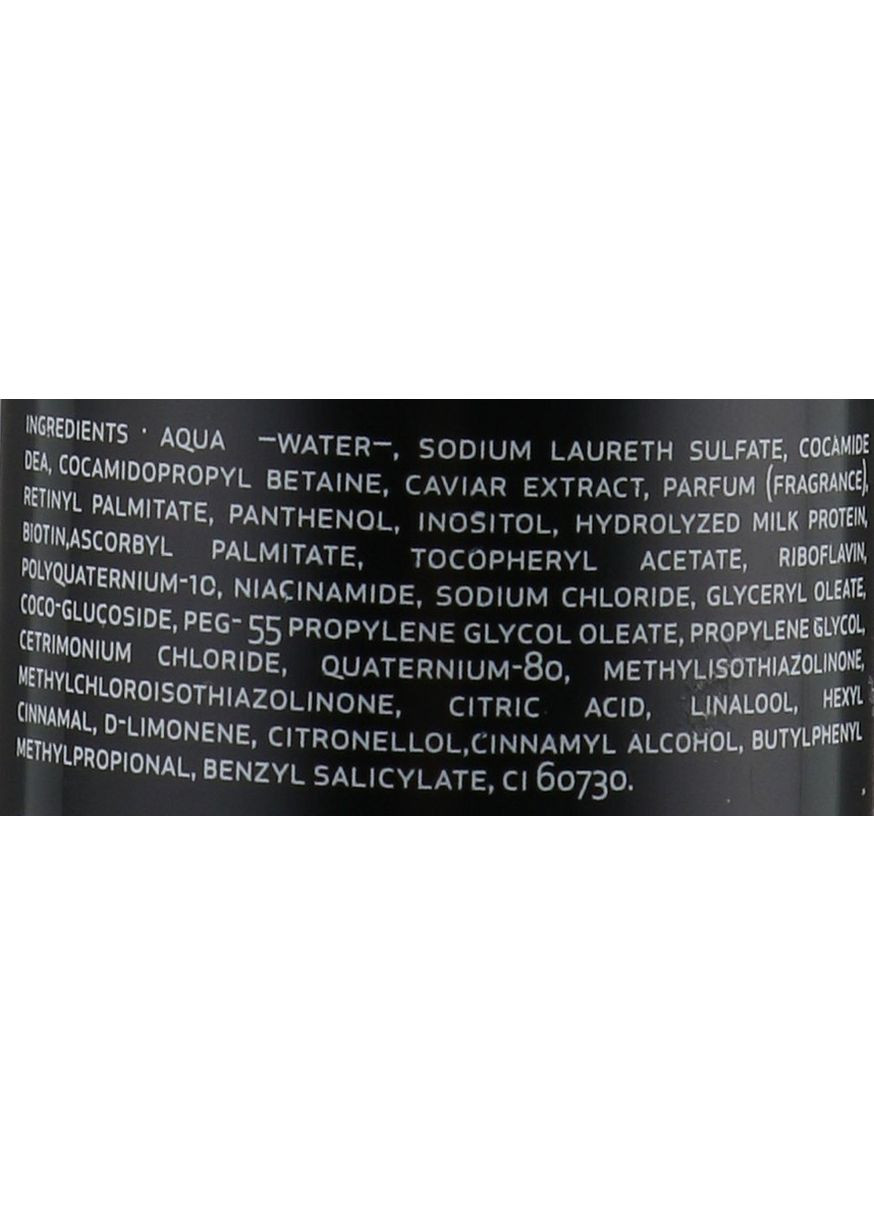 INGREDIENTS · AQUA –WATER–, SODIUM LAURETH SULFATE, COCAMIDE
DEA, COCAMIDOPROPYL BETAINE, CAVIAR EXTRACT, PARFUM (FRAGRANCE),
RETINYL PALMITATE, PANTHENOL, INOSITOL, HYDROLYZED MILK PROTEIN,
BIOTIN,ASCORBYL PALMITATE, TOCOPHERYL ACETATE, RIBOFLAVIN,
POLYQUATERNIUM-10, NIACINAMIDE, SODIUM CHLORIDE, GLYCERYL OLEATE,
COCO-GLUCOSIDE, PEG- 55 PROPYLENE GLYCOL OLEATE, PROPYLENE GLYCOL,
CETRIMONIUM CHLORIDE, QUATERNIUM-80, METHYLISOTHIAZOLINONE,
METHYLCHLOROISOTHIAZOLINONE, CITRIC ACID, LINALOOL, HEXYL
CINNAMAL, D-LIMONENE, CITRONELLOL,CINNAMYL ALCOHOL, BUTYLPHENYL
METHYLPROPIONAL, BENZYL SALICYLATE, CI 60730.